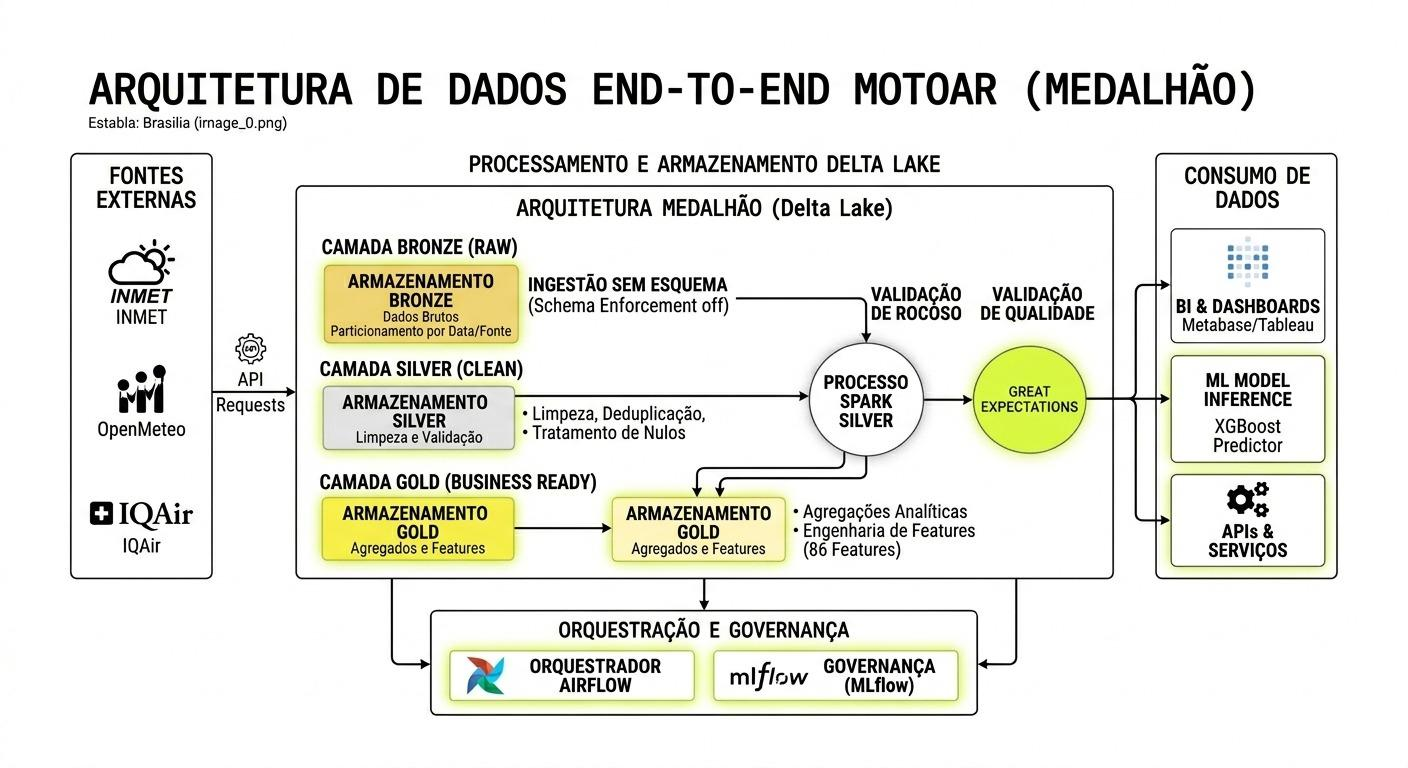 ARQUITETURA DE DADOS END-TO-END MOTOAR (MEDALHÃO)
Establa: Brasilia (image_0.png)
FONTES
EXTERNAS
INMET
INMET
OpenMeteo
IQAir
IQAir
API
Requests
PROCESSAMENTO E ARMAZENAMENTO DELTA LAKE
ARQUITETURA MEDALHÃO (Delta Lake)
CAMADA BRONZE (RAW)
ARMAZENAMENTO
BRONZE
Dados Brutos
Particionamento por Data/Fonte
INGESTÃO SEM ESQUEMA
(Schema Enforcement off)
CAMADA SILVER (CLEAN)
ARMAZENAMENTO
SILVER
Limpeza e Validação
• Limpeza, Deduplicação,
• Tratamento de Nulos
CAMADA GOLD (BUSINESS READY)
ARMAZENAMENTO
GOLD
Agregados e Features
ARMAZENAMENTO
GOLD
Agregados e Features
• Agregações Analíticas
• Engenharia de Features
(86 Features)
VALIDAÇÃO
DE ROCOSO
PROCESSO
SPARK
SILVER
VALIDAÇÃO
DE QUALIDADE
GREAT
EXPECTATIONS
CONSUMO DE
DADOS
BI & DASHBOARDS
Metabase/Tableau
ML MODEL
INFERENCE
XGBoost
Predictor
APIs &
SERVIÇOS
ORQUESTRAÇÃO E GOVERNANÇA
ORQUESTRADOR
AIRFLOW
mlflow
GOVERNANÇA
(MLflow)